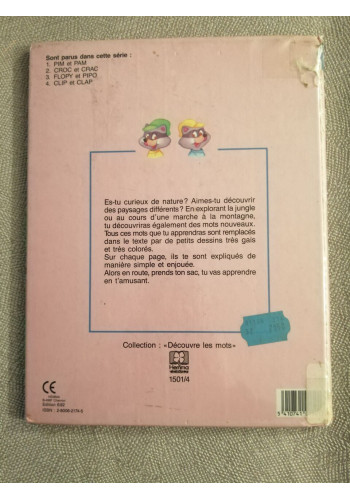 Sont parus dans cette série :
1. PIM et PAM
2. CROC et CRAC
3. FLOPY et PIPO
4. CLIP et CLAP
Es-tu curieux de nature? Aimes-tu découvrir
des paysages différents? En explorant la jungle
ou au cours d'une marche à la montagne,
tu découvriras également des mots nouveaux.
Tous ces mots que tu apprendras sont remplacés
dans le texte par de petits dessins très gais
et très colorés.
Sur chaque page, ils te sont expliqués de
manière simple et enjouée.
Alors en route, prends ton sac, tu vas apprendre
en t'amusant.
Collection : «Découvre les mots»
Hemma
1501/4
CE